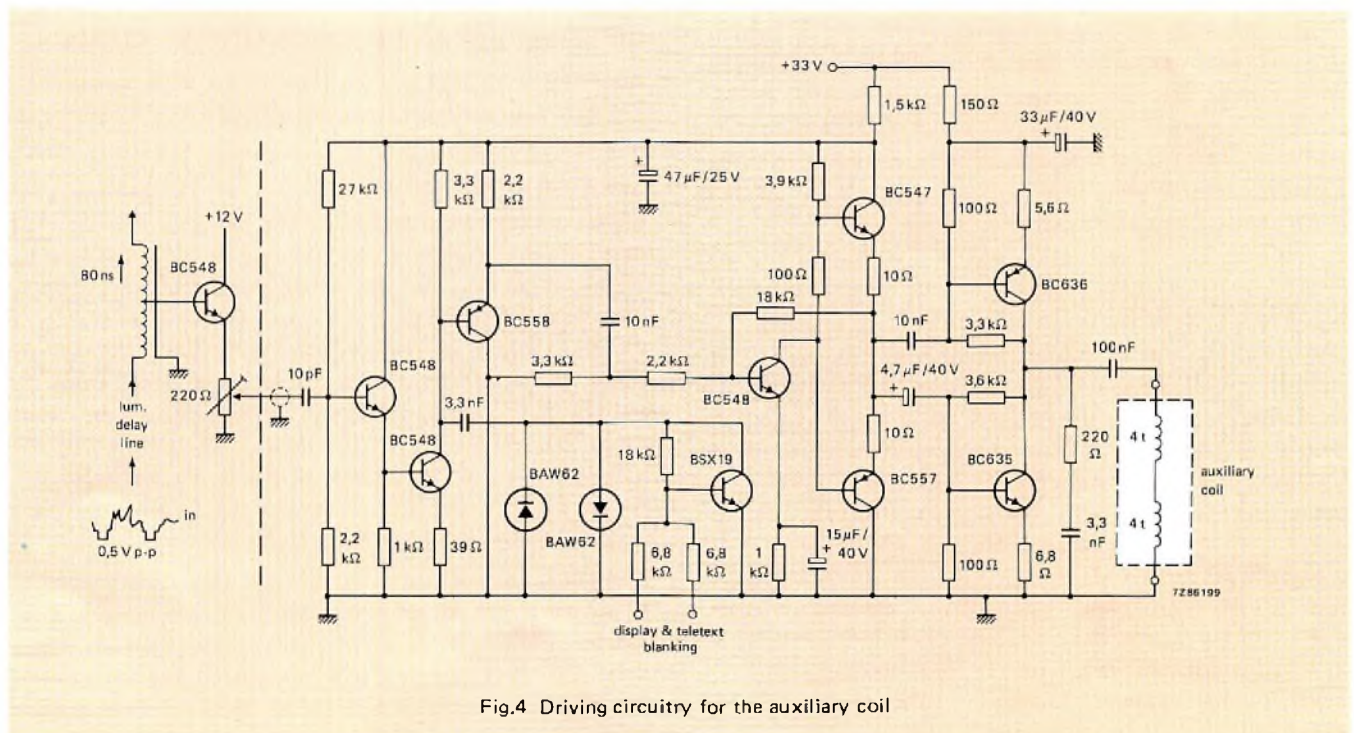 +33 V
1,5 kΩ
150 Ω
33 µF/40 V
+
27 kΩ
3,3
kΩ
2,2
kΩ
+
47 µF/25 V
3,9 kΩ
BC547
100 Ω
5,6 Ω
+12 V
BC548
80 ns
BC558
10 nF
100 Ω
18 kΩ
10 Ω
BC636
10 nF
3,3 kΩ
3,3 kΩ
2,2 kΩ
10 pF
BC548
220 Ω
lum.
delay
line
BC548
4,7 µF/40 V
+
3,6 kΩ
100 nF
3,3 nF
BC548
18 kΩ
BSX19
10 Ω
BC557
BC635
220
Ω
4 t
auxiliary
coil
BAW62
BAW62
in
0,5 V p-p
2,2
kΩ
1 kΩ
39 Ω
6,8
kΩ
6,8
kΩ
1
kΩ
15 µF/
40 V
+
100 Ω
6,8
Ω
3,3
nF
4 t
7Z86199
display & teletext
blanking
Fig.4 Driving circuitry for the auxiliary coil